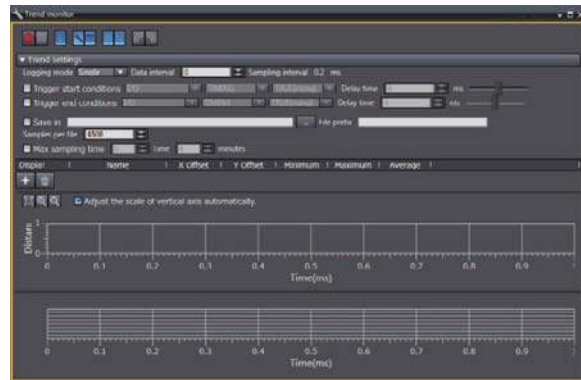 Trend monitor
Trend settings
Logging mode Single Data interval Sampling interval 0.2 ms
Trigger start conditions I/O Delay time ms
Trigger end conditions I/O Delay time ms
Save in ... File prefix
Samples per file
Max sampling time time minutes
Display Name X Offset Y Offset Minimum Maximum Average
Adjust the scale of vertical axis automatically.
1
Distan
0
0 0.1 0.2 0.3 0.4 0.5 0.6 0.7 0.8 0.9 1
Time(ms)
0 0.1 0.2 0.3 0.4 0.5 0.6 0.7 0.8 0.9
Time(ms)